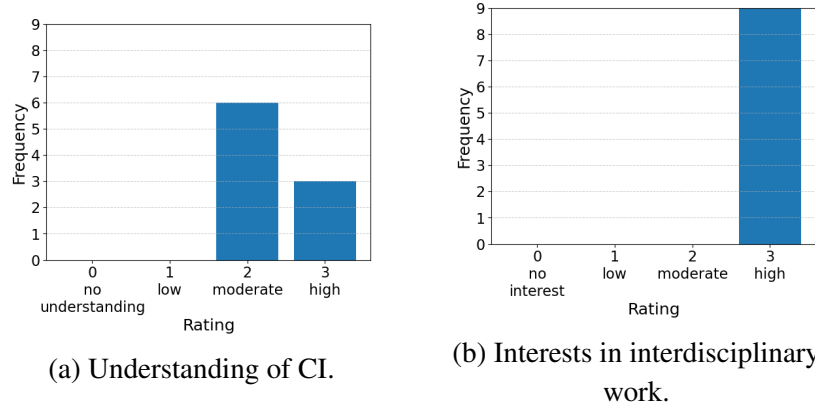 9
8
7
6
5
4
3
2
1
0
Frequency
0
no
understanding
1
low
2
moderate
3
high
Rating
(a) Understanding of CI.
9
8
7
6
5
4
3
2
1
0
Frequency
0
no
interest
1
low
2
moderate
3
high
Rating
(b) Interests in interdisciplinary
work.